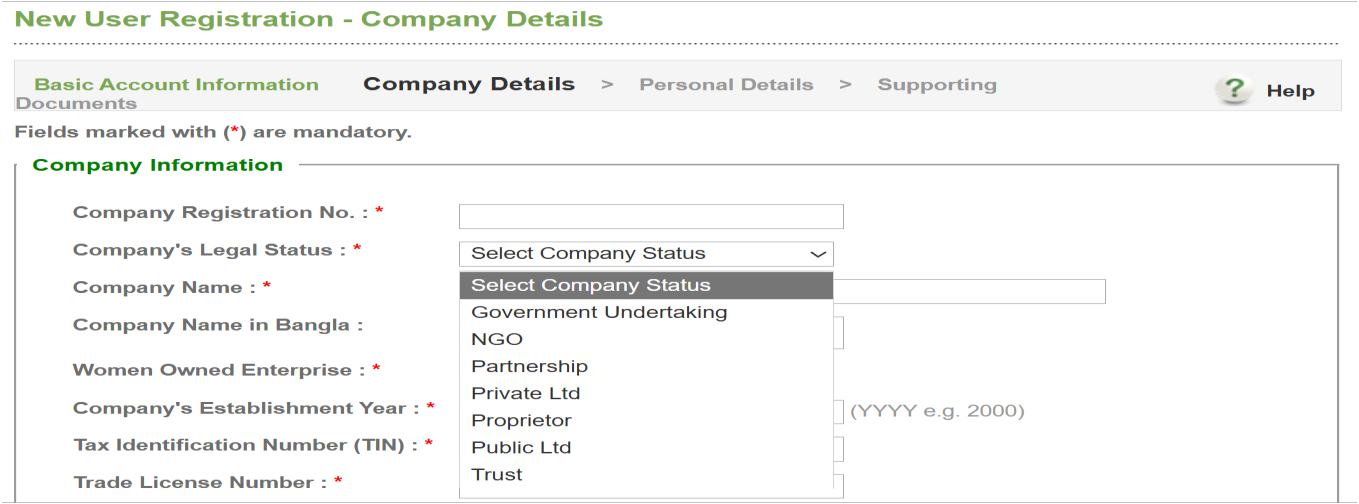 New User Registration - Company Details
Basic Account Information Company Details > Personal Details > Supporting
Documents
? Help
Fields marked with (*) are mandatory.
Company Information
Company Registration No. : *
Company's Legal Status : * Select Company Status
Select Company Status
Company Name : *
Government Undertaking
Company Name in Bangla :
NGO
Partnership
Women Owned Enterprise : *
Private Ltd
Company's Establishment Year : * (YYYY e.g. 2000)
Proprietor
Tax Identification Number (TIN) : *
Public Ltd
Trust
Trade License Number : *